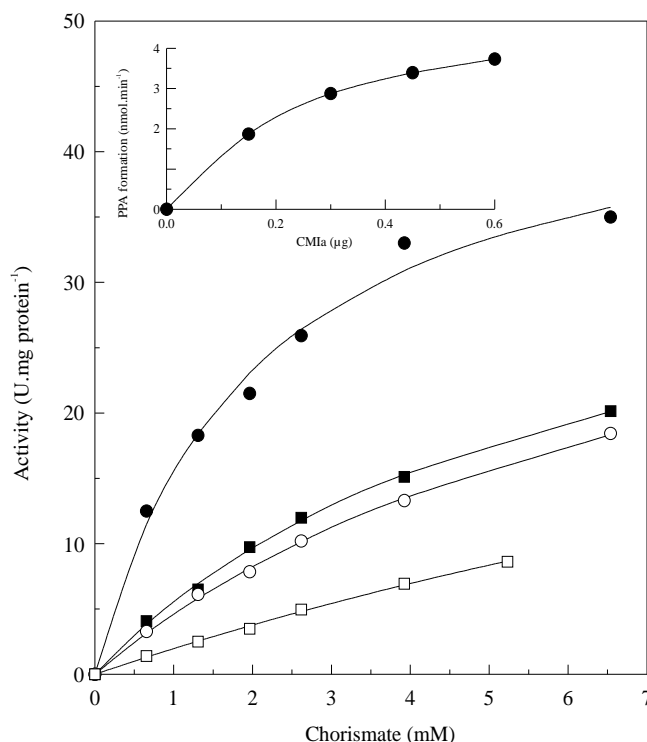 50
40
30
20
10
0
Activity (U.mg protein⁻¹)
4
3
2
1
0
PPA formation (nmol.min⁻¹)
0.0 0.2 0.4 0.6
CMIa (µg)
0 1 2 3 4 5 6 7
Chorismate (mM)